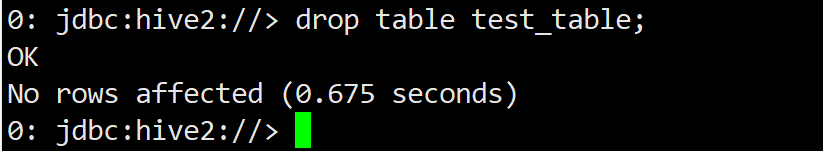 0: jdbc:hive2://> drop table test_table;
OK
No rows affected (0.675 seconds)
0: jdbc:hive2://>